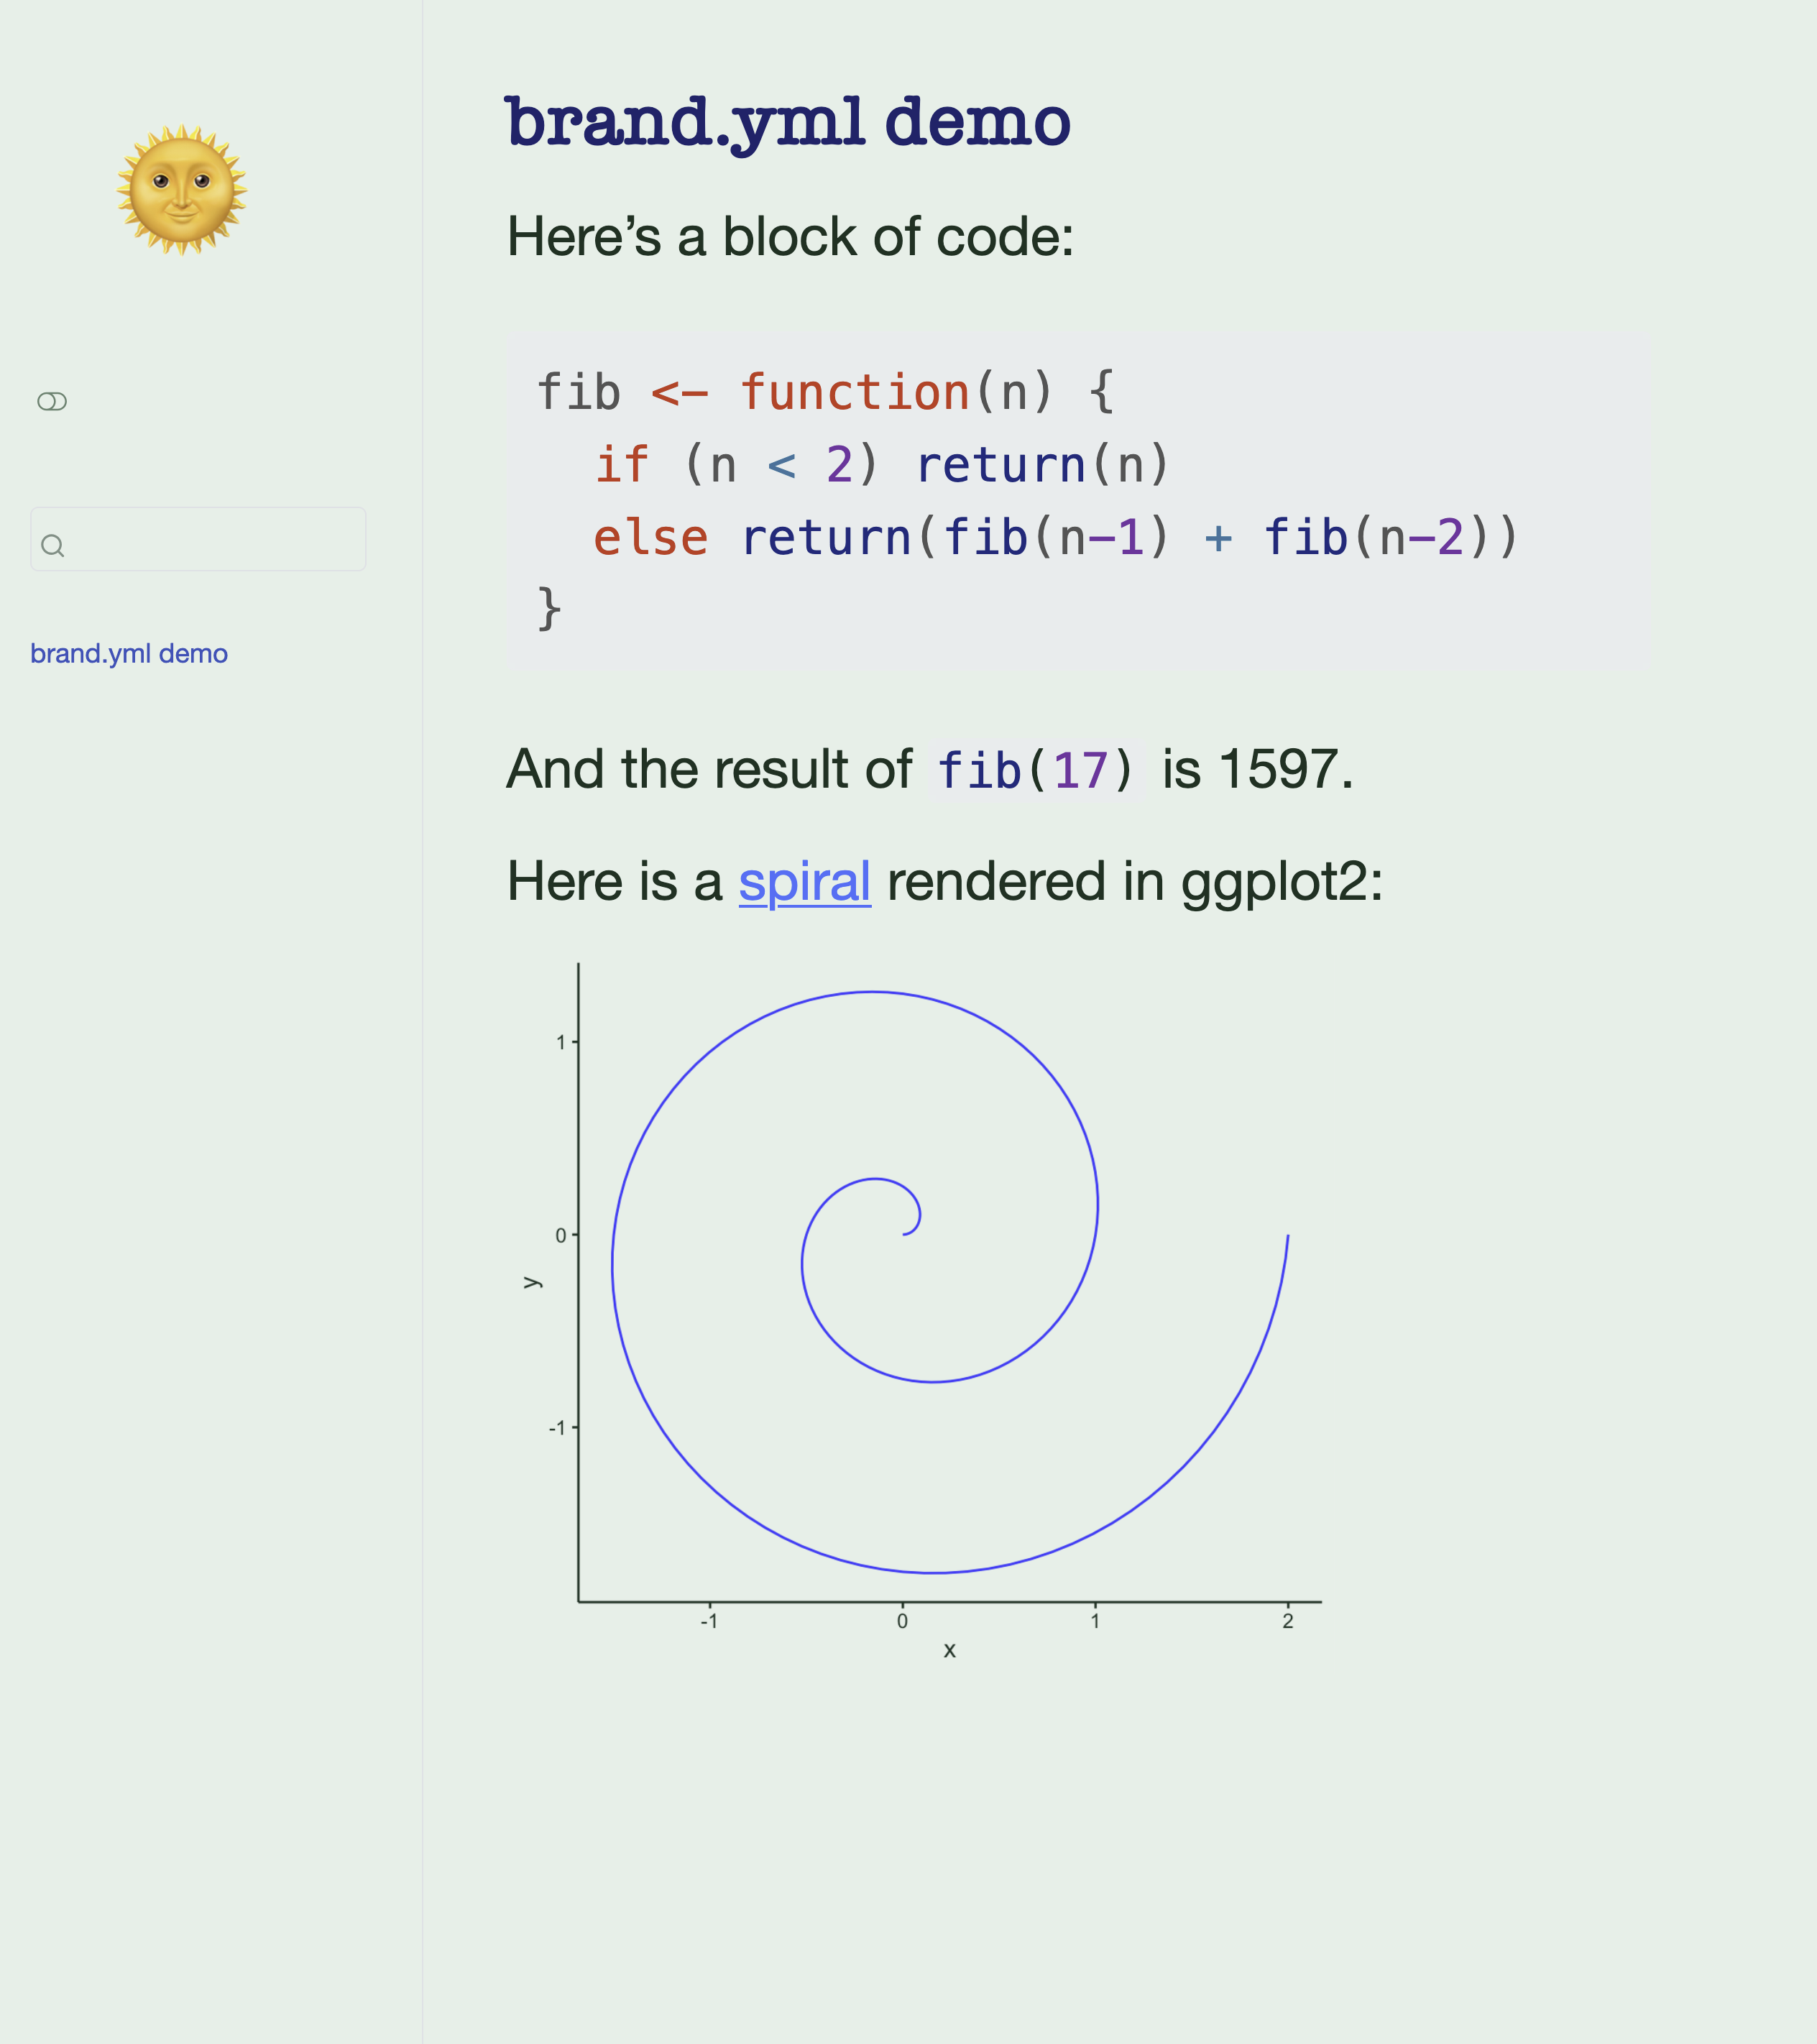 brand.yml demo
brand.yml demo
Here’s a block of code:
fib <- function(n) {
  if (n < 2) return(n)
  else return(fib(n-1) + fib(n-2))
}
And the result of fib(17) is 1597.
Here is a spiral rendered in ggplot2:
1
0
-1
y
-1 0 1 2
x